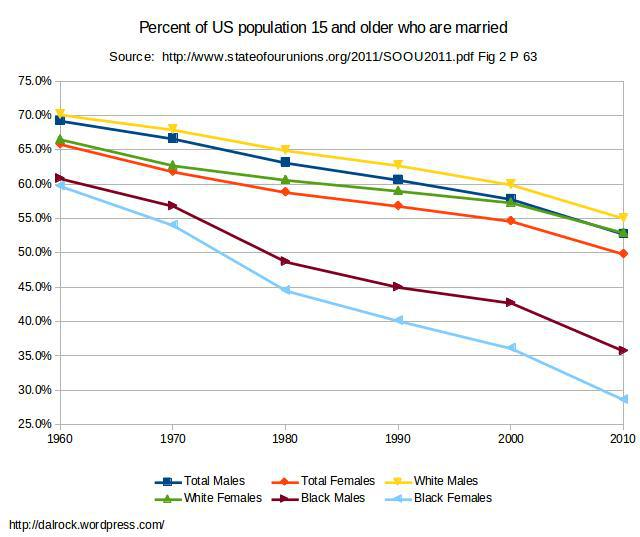 Percent of US population 15 and older who are married
Source: http://www.stateofourunions.org/2011/SOOU2011.pdf Fig 2 P 63
75.0%
70.0%
65.0%
60.0%
55.0%
50.0%
45.0%
40.0%
35.0%
30.0%
25.0%
1960 1970 1980 1990 2000 2010
Total Males Total Females White Males
White Females Black Males Black Females
http://dalrock.wordpress.com/